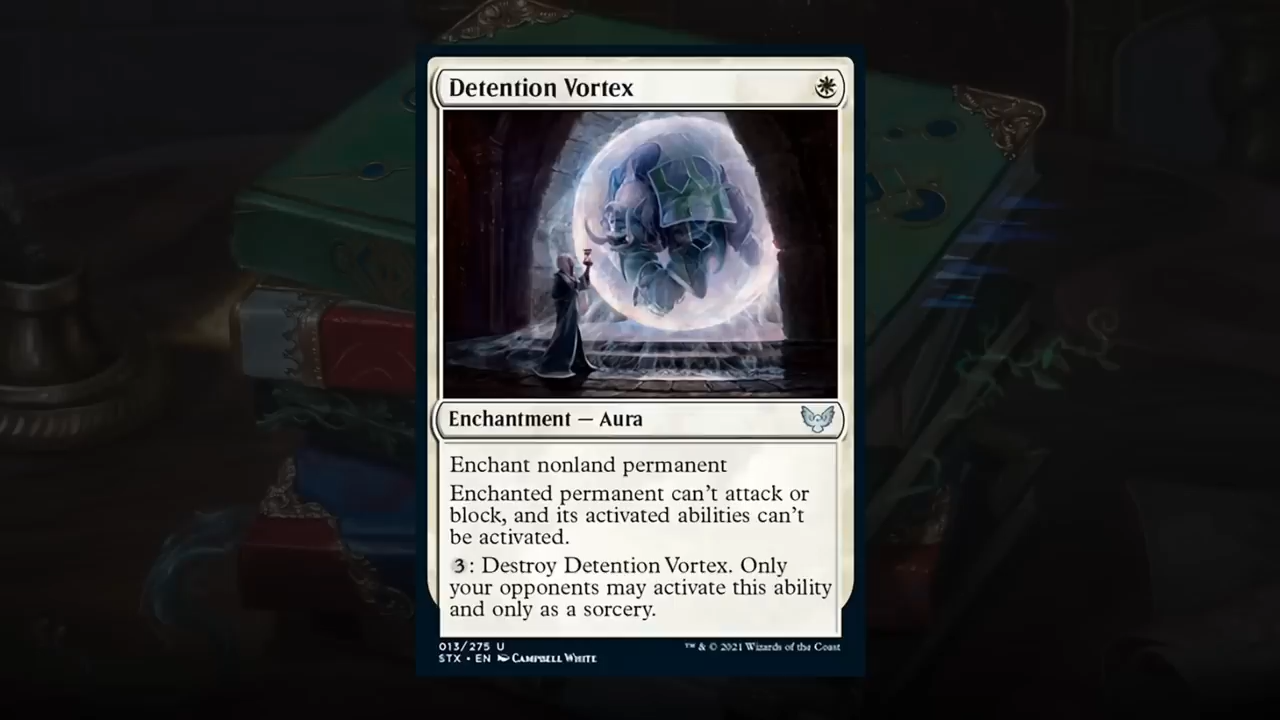 Detention Vortex
Enchantment — Aura
Enchant nonland permanent
Enchanted permanent can't attack or
block, and its activated abilities can't
be activated.
3: Destroy Detention Vortex. Only
your opponents may activate this ability
and only as a sorcery.
013/275 U
™ & © 2021 Wizards of the Coast
STX • EN Campbell White